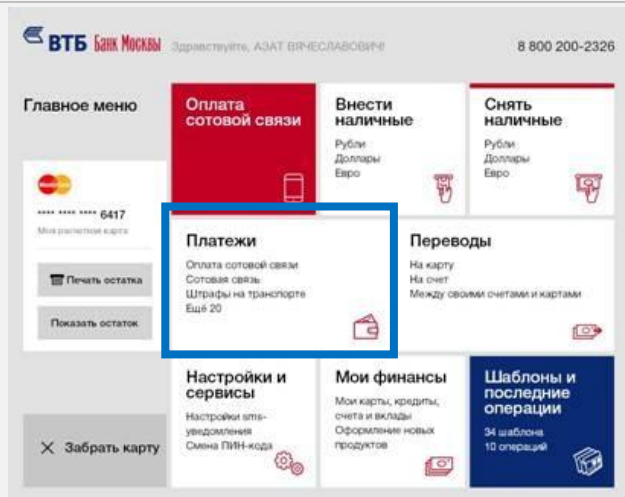 ВТБ Банк Москвы
Здравствуйте, АЗАТ ВЯЧЕСЛАВОВИЧ!
8 800 200-2326
Главное меню
Оплата
сотовой связи
Внести
наличные
Рубли
Доллары
Евро
Снять
наличные
Рубли
Доллары
Евро
**** **** **** 6417
Моя расчетная карта
Печать остатка
Показать остаток
Платежи
Оплата сотовой связи
Сотовая связь
Штрафы на транспорте
Ещё 20
Переводы
На карту
На счет
Между своими счетами и картами
Настройки и
сервисы
Настройки sms-
уведомления
Смена ПИН-кода
Мои финансы
Мои карты, кредиты,
счета и вклады
Оформление новых
продуктов
Шаблоны и
последние
операции
34 шаблона
10 операций
Забрать карту